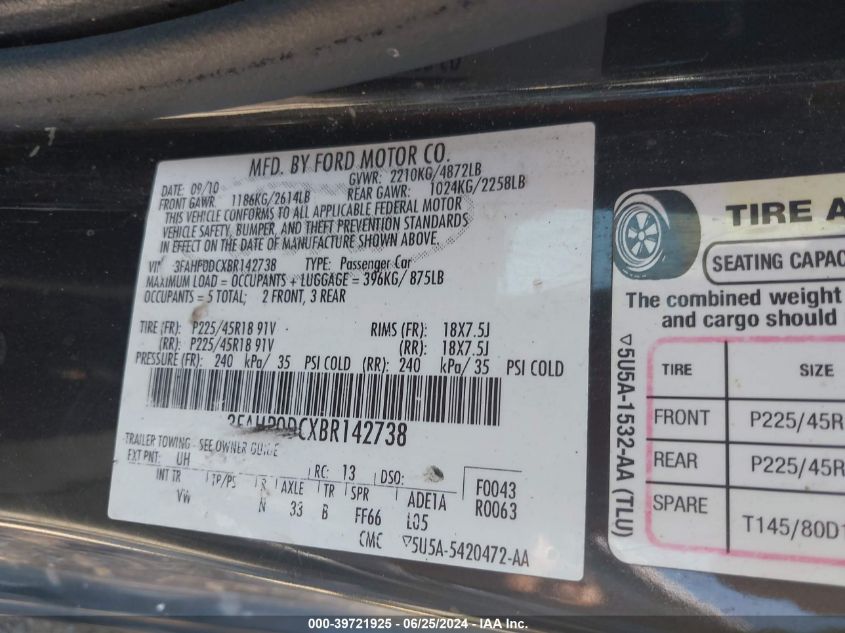 MFD. BY FORD MOTOR CO.
DATE: 09/10 GVWR: 2210KG/4872LB
FRONT GAWR: 1186KG/2614LB REAR GAWR: 1024KG/2258LB
THIS VEHICLE CONFORMS TO ALL APPLICABLE FEDERAL MOTOR
VEHICLE SAFETY, BUMPER, AND THEFT PREVENTION STANDARDS
IN EFFECT ON THE DATE OF MANUFACTURE SHOWN ABOVE.
VIN: 3FAHP0DCXBR142738 TYPE: Passenger Car
MAXIMUM LOAD = OCCUPANTS + LUGGAGE = 396KG/ 875LB
OCCUPANTS = 5 TOTAL; 2 FRONT, 3 REAR
TIRE (FR): P225/45R18 91V RIMS (FR): 18X7.5J
(RR): P225/45R18 91V (RR): 18X7.5J
PRESSURE (FR): 240 kPa/ 35 PSI COLD (RR): 240 kPa/ 35 PSI COLD
3FAHP0DCXBR142738
TRAILER TOWING - SEE OWNER GUIDE
EXT PNT: UH RC: 13 DSO: F0043
INT TR TP/PS R AXLE TR SPR ADE1A R0063
VW N 33 B FF66 L05
CMC ▽5U5A-5420472-AA
TIRE A
SEATING CAPAC
The combined weight
and cargo should
TIRE SIZE
FRONT P225/45R
REAR P225/45R
SPARE T145/80D1
▽5U5A-1532-AA (TLU)
000-39721925 - 06/25/2024 - IAA Inc.